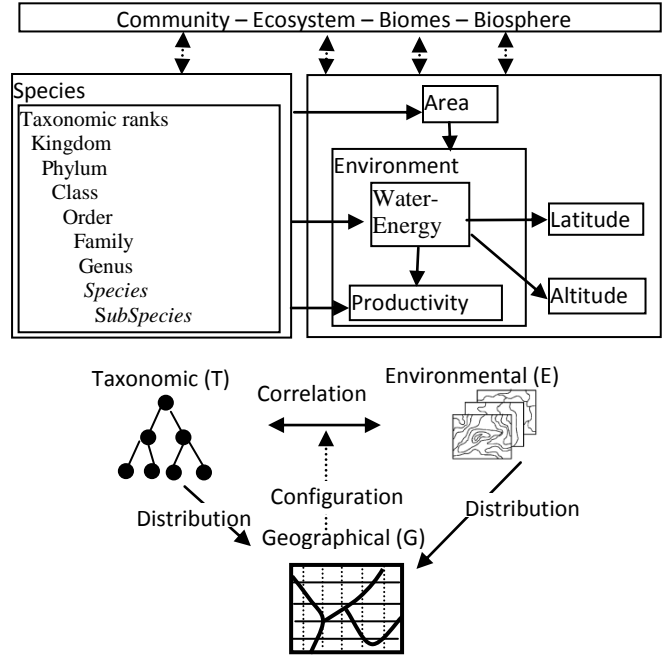 Community – Ecosystem – Biomes – Biosphere
Species
Taxonomic ranks
Kingdom
Phylum
Class
Order
Family
Genus
Species
SubSpecies
Area
Environment
Water-
Energy
Productivity
Latitude
Altitude
Taxonomic (T)
Correlation
Environmental (E)
Distribution
Configuration
Distribution
Geographical (G)